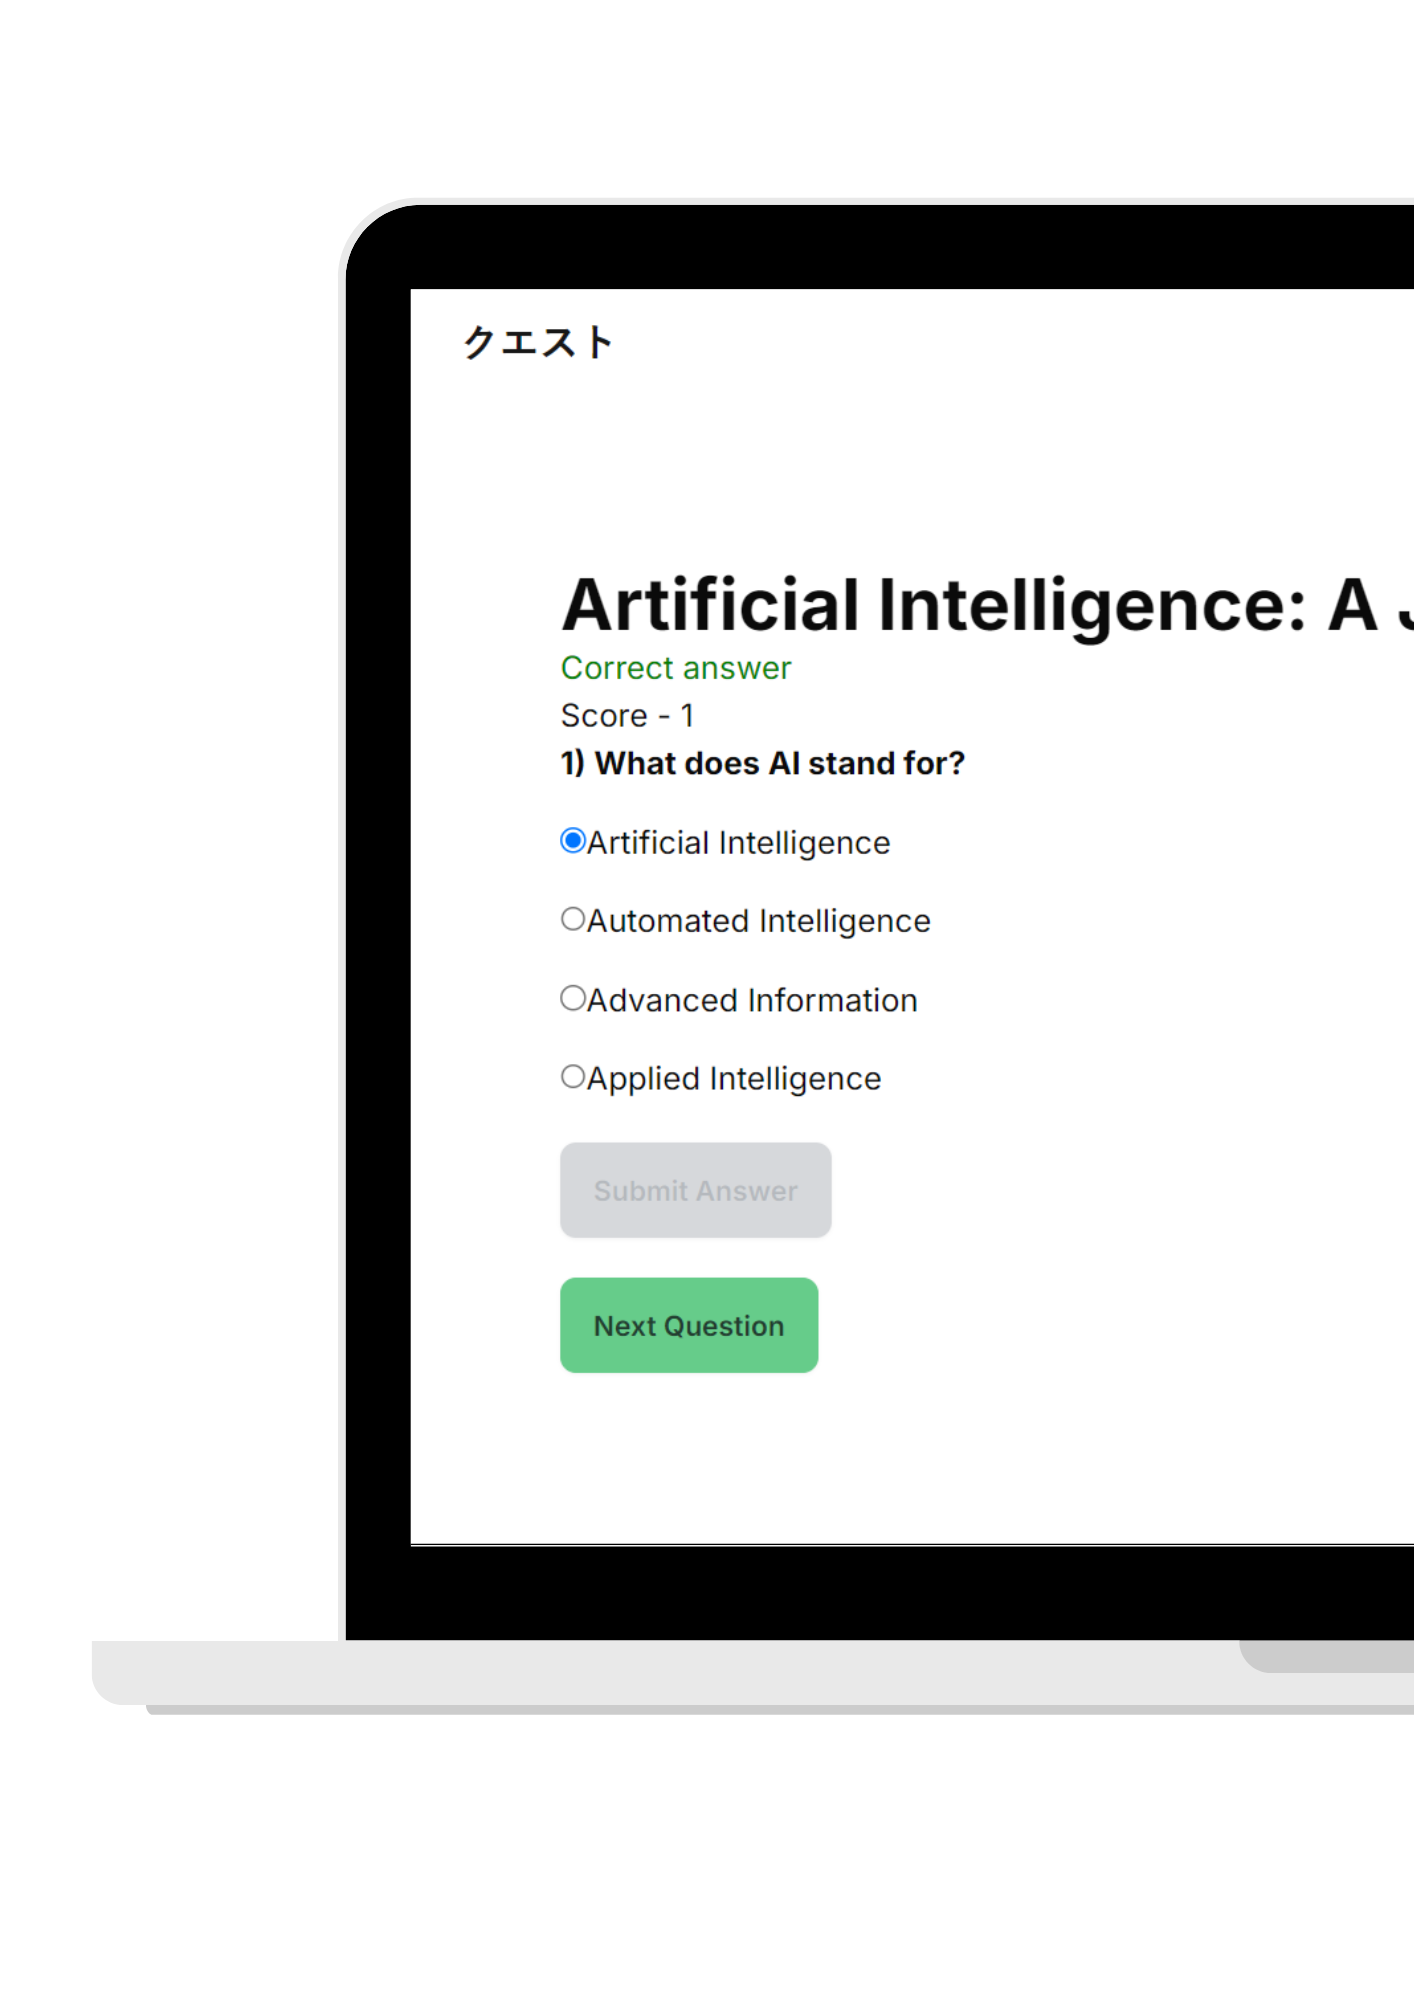 クエスト
Artificial Intelligence: A
Correct answer
Score - 1
1) What does AI stand for?
Artificial Intelligence
Automated Intelligence
Advanced Information
Applied Intelligence
Submit Answer
Next Question